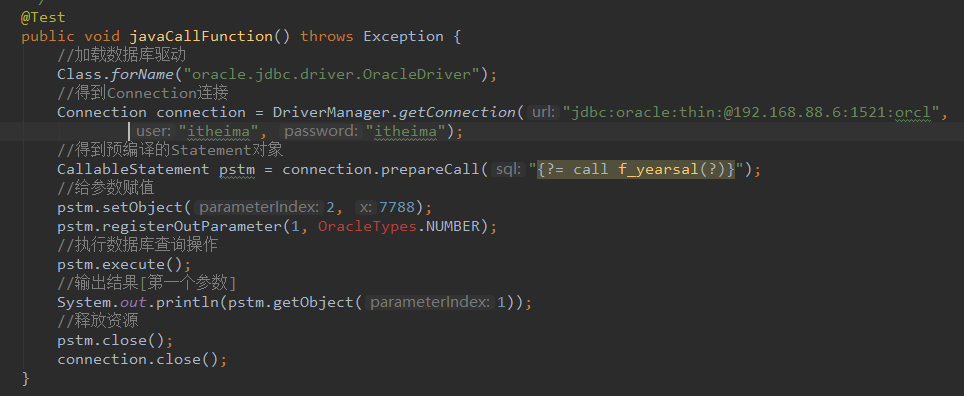 @Test
public void javaCallFunction() throws Exception {
//加载数据库驱动
Class.forName("oracle.jdbc.driver.OracleDriver");
//得到Connection连接
Connection connection = DriverManager.getConnection( url: "jdbc:oracle:thin:@192.168.88.6:1521:orcl",
user: "itheima", password: "itheima");
//得到预编译的Statement对象
CallableStatement pstm = connection.prepareCall( sql: "{?= call f_yearsal(?)}");
//给参数赋值
pstm.setObject( parameterIndex: 2, x: 7788);
pstm.registerOutParameter(1, OracleTypes.NUMBER);
//执行数据库查询操作
pstm.execute();
//输出结果[第一个参数]
System.out.println(pstm.getObject( parameterIndex: 1));
//释放资源
pstm.close();
connection.close();
}